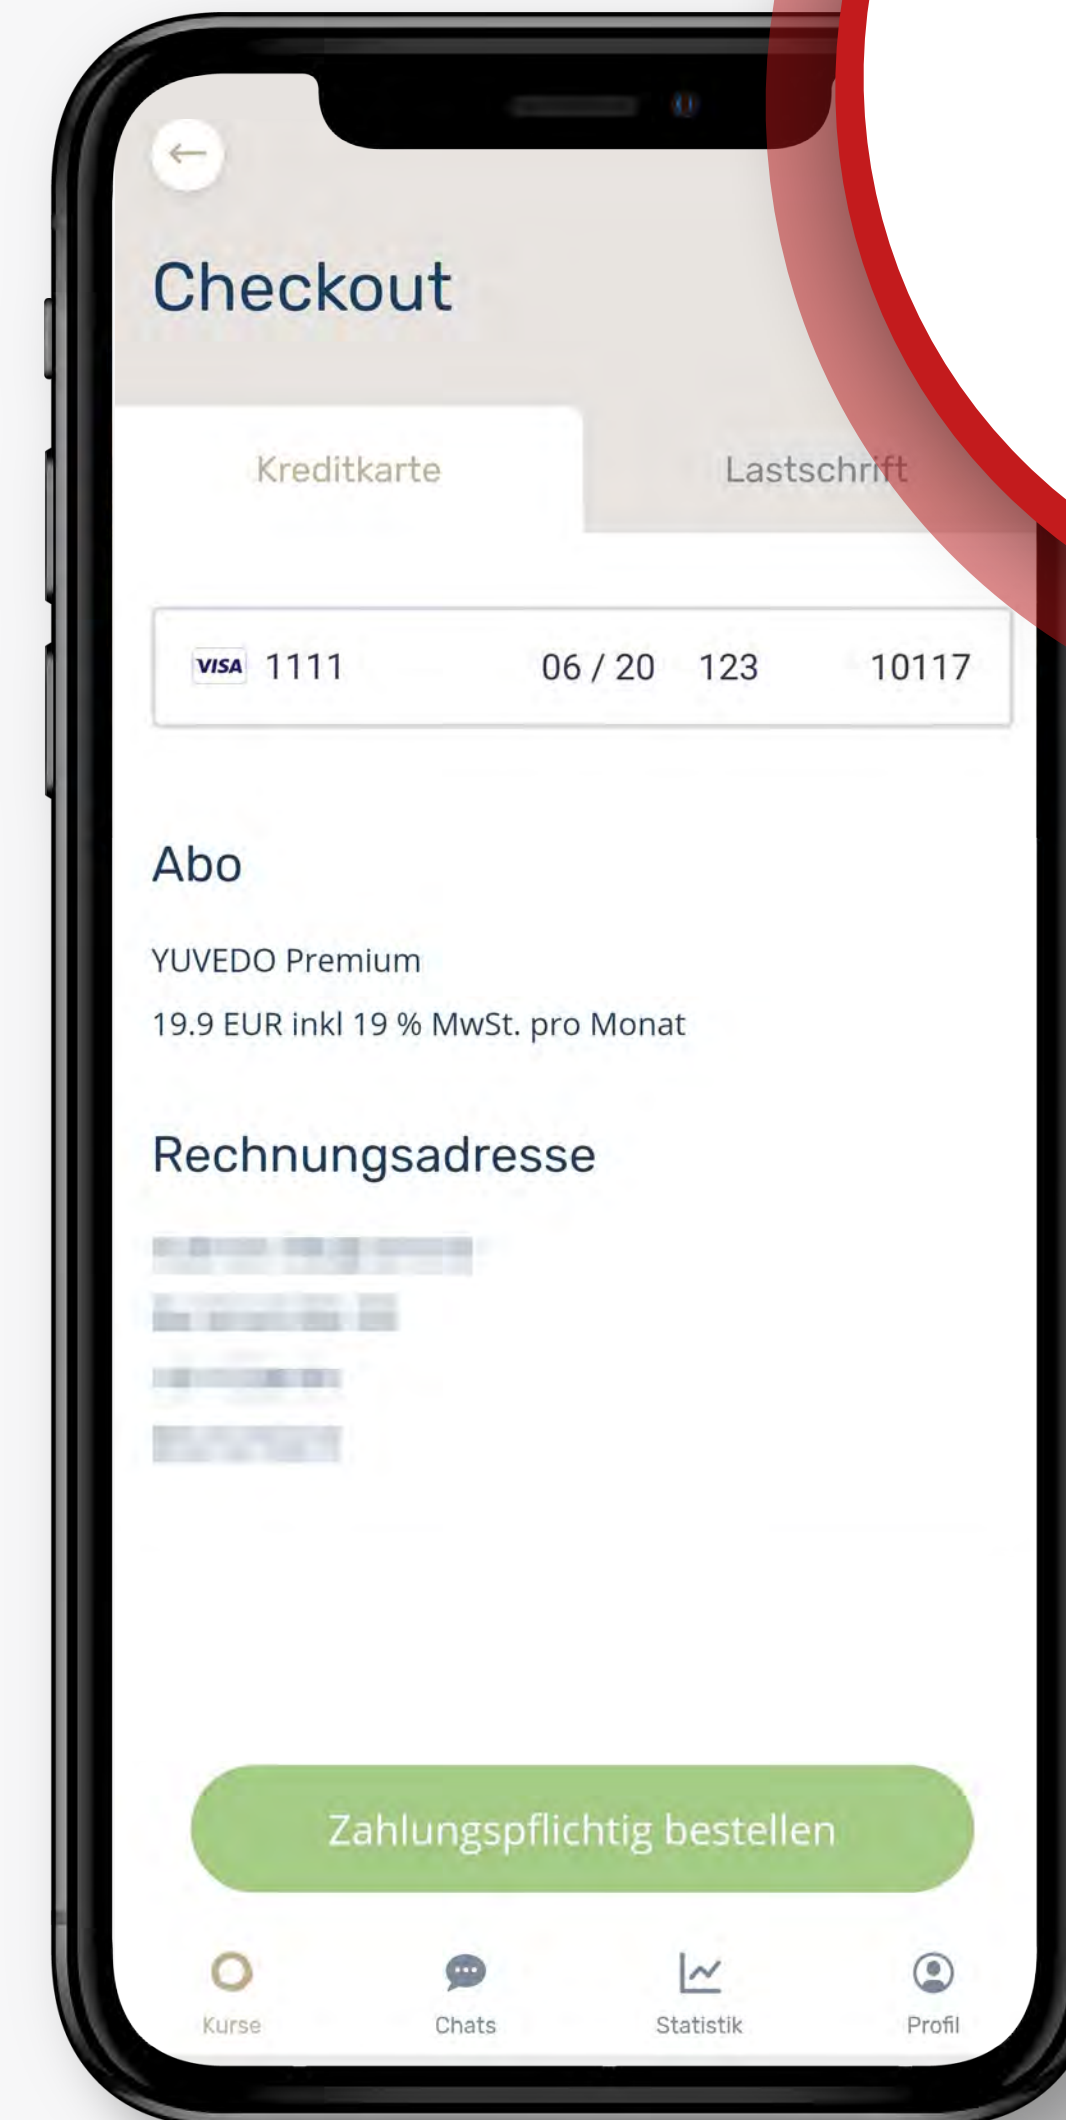 Checkout
Kreditkarte Lastschrift
VISA 1111 06 / 20 123 10117
Abo
YUVEDO Premium
19.9 EUR inkl 19 % MwSt. pro Monat
Rechnungsadresse
Zahlungspflichtig bestellen
Kurse Chats Statistik Profil